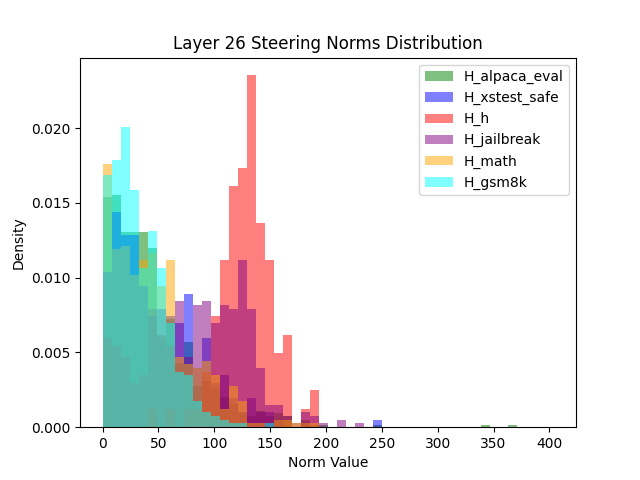 Layer 26 Steering Norms Distribution
H_alpaca_eval
H_xstest_safe
H_h
H_jailbreak
H_math
H_gsm8k
Density
0.020
0.015
0.010
0.005
0.000
0
50
100
150
200
250
300
350
400
Norm Value